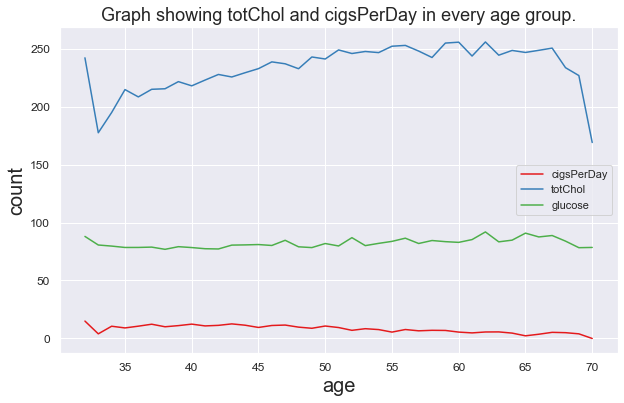 Graph showing totChol and cigsPerDay in every age group.
250
200
150
100
50
0
count
cigsPerDay
totChol
glucose
35 40 45 50 55 60 65 70
age